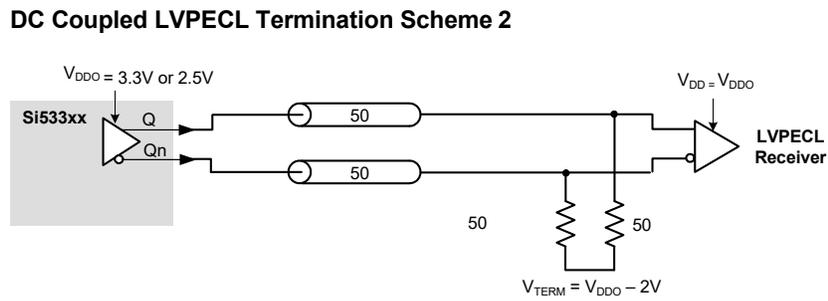 DC Coupled LVPECL Termination Scheme 2
VDDO = 3.3V or 2.5V
VDD = VDDO
Si533xx
Q
50
LVPECL
Receiver
Qn
50
50
50
VTERM = VDDO – 2V